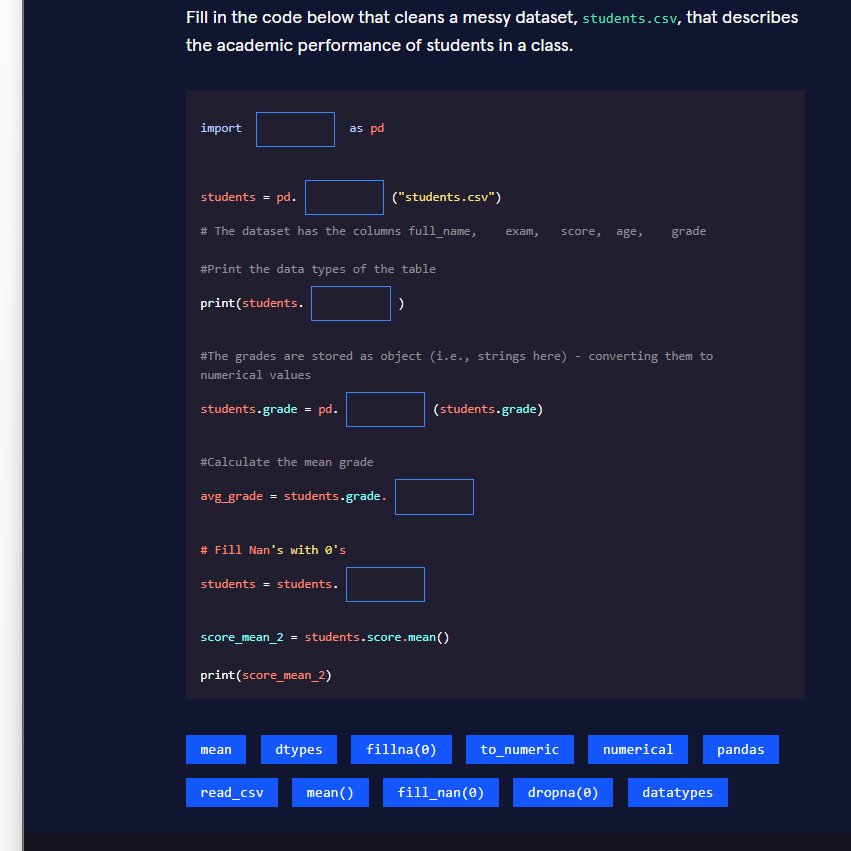 Fill in the code below that cleans a messy dataset, students.csv, that describes
the academic performance of students in a class.
import as pd
students = pd. ("students.csv")
# The dataset has the columns full_name, exam, score, age, grade
#Print the data types of the table
print(students. )
#The grades are stored as object (i.e., strings here) - converting them to
numerical values
students.grade = pd. (students.grade)
#Calculate the mean grade
avg_grade = students.grade.
# Fill Nan's with 0's
students = students.
score_mean_2 = students.score.mean()
print(score_mean_2)
mean dtypes fillna(0) to_numeric numerical pandas
read_csv mean() fill_nan(0) dropna(0) datatypes